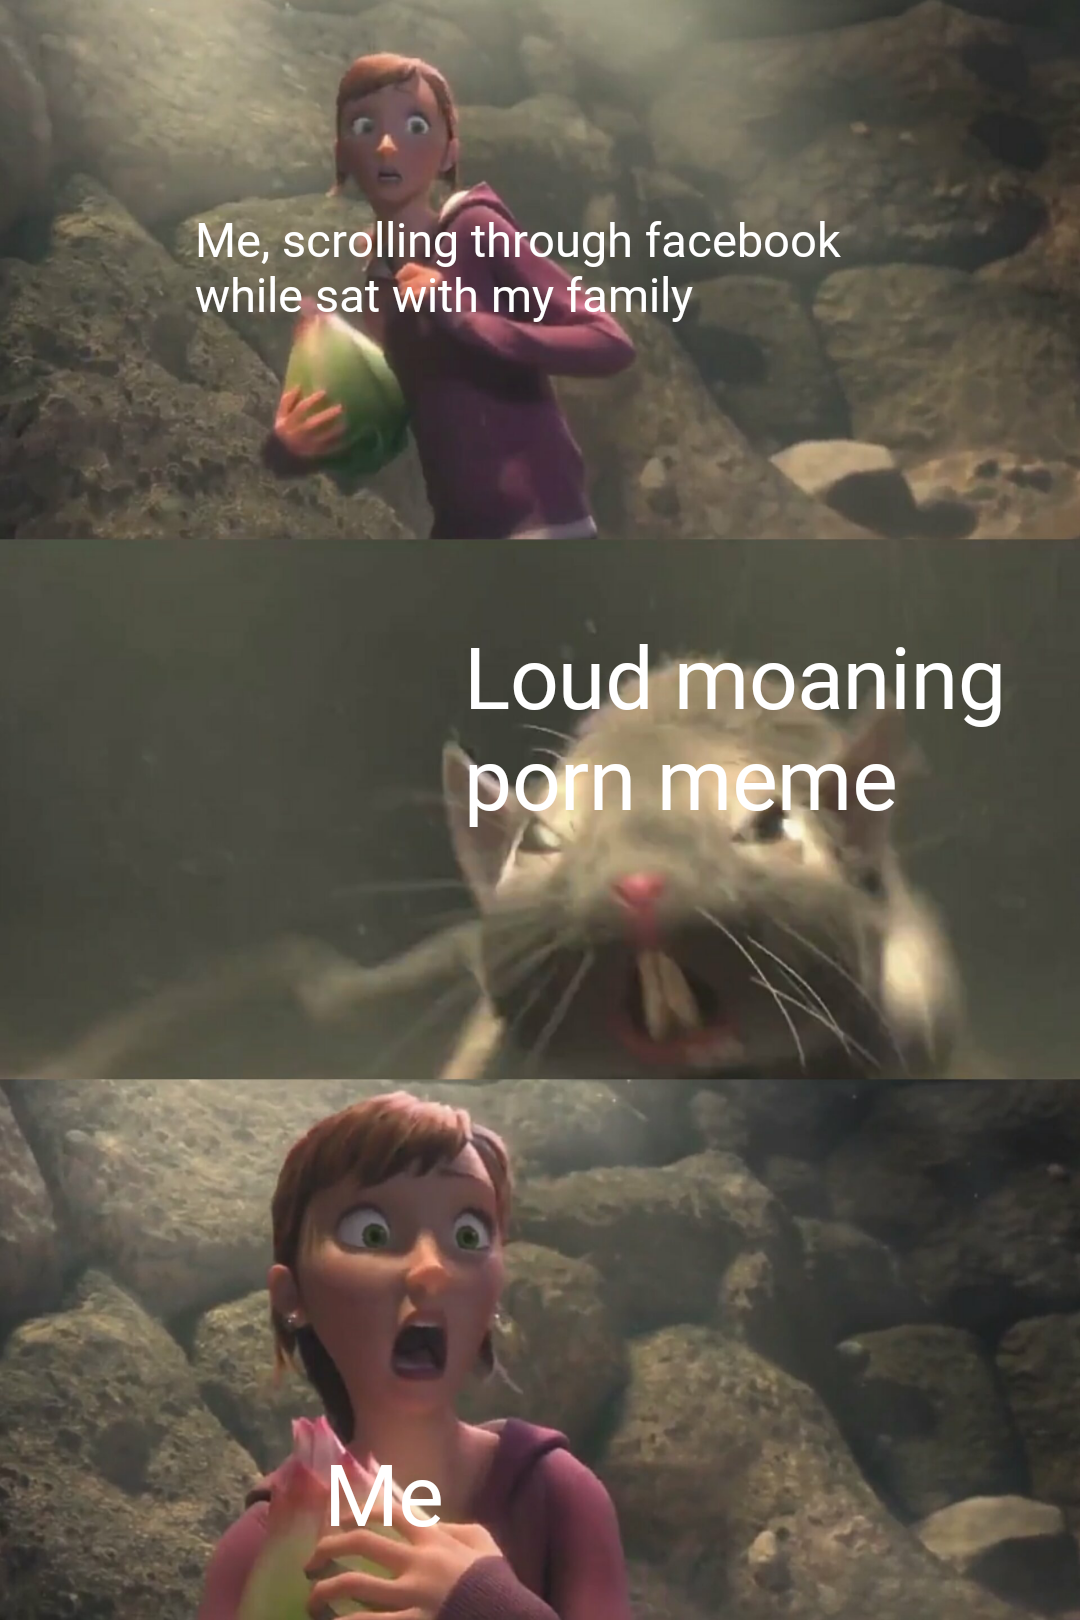 Me, scrolling through facebook
while sat with my family
Loud moaning
porn meme
Me